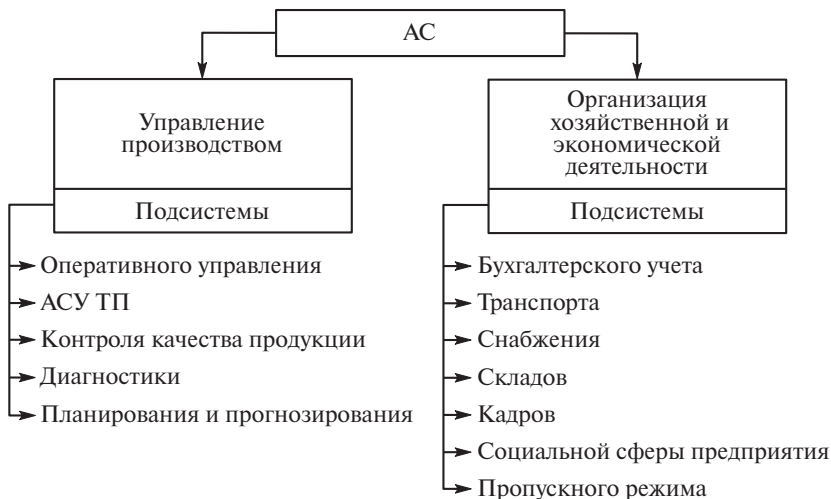 АС
Управление
производством
Подсистемы
Оперативного управления
АСУ ТП
Контроля качества продукции
Диагностики
Планирования и прогнозирования
Организация
хозяйственной и
экономической
деятельности
Подсистемы
Бухгалтерского учета
Транспорта
Снабжения
Складов
Кадров
Социальной сферы предприятия
Пропускного режима